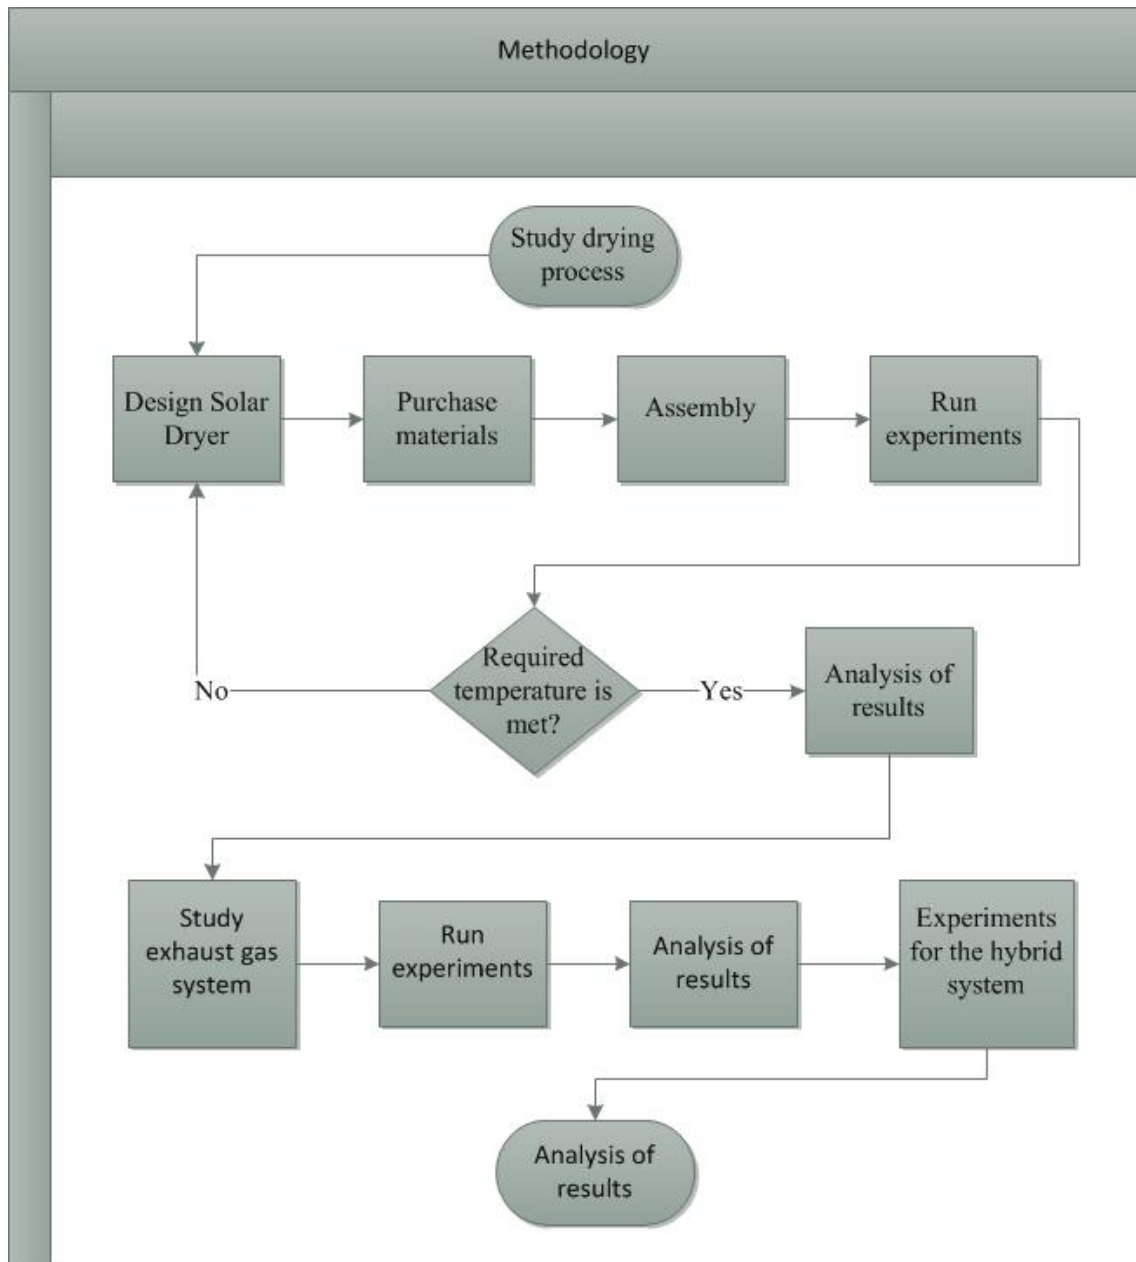 Methodology
Study drying
process
Design Solar
Dryer
Purchase
materials
Assembly
Run
experiments
Required
temperature is
met?
No
Yes
Analysis of
results
Study
exhaust gas
system
Run
experiments
Analysis of
results
Experiments
for the hybrid
system
Analysis of
results